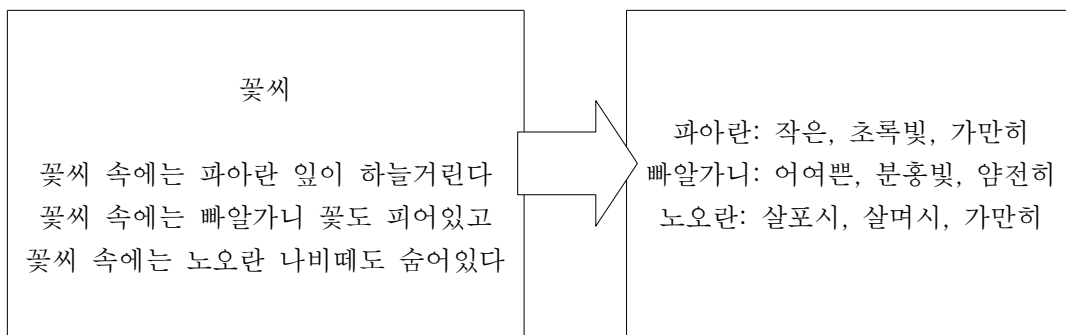 꽃씨
꽃씨 속에는 파아란 잎이 하늘거린다
꽃씨 속에는 빠알가니 꽃도 피어있고
꽃씨 속에는 노오란 나비떼도 숨어있다
파아란: 작은, 초록빛, 가만히
빠알가니: 어여쁜, 분홍빛, 얌전히
노오란: 살포시, 살며시, 가만히